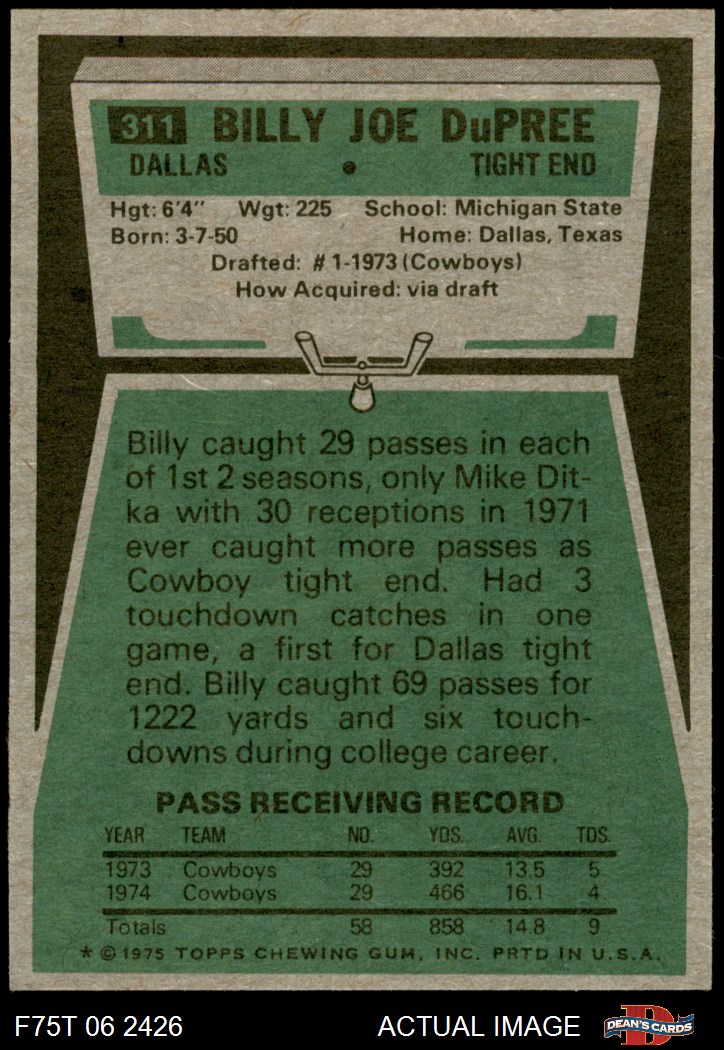 311 BILLY JOE DuPREE
DALLAS • TIGHT END
Hgt: 6'4" Wgt: 225 School: Michigan State
Born: 3-7-50 Home: Dallas, Texas
Drafted: #1-1973 (Cowboys)
How Acquired: via draft
Billy caught 29 passes in each
of 1st 2 seasons, only Mike Dit-
ka with 30 receptions in 1971
ever caught more passes as
Cowboy tight end. Had 3
touchdown catches in one
game, a first for Dallas tight
end. Billy caught 69 passes for
1222 yards and six touch-
downs during college career.
PASS RECEIVING RECORD
YEAR TEAM NO. YDS. AVG. TDS.
1973 Cowboys 29 392 13.5 5
1974 Cowboys 29 466 16.1 4
Totals 58 858 14.8 9
* © 1975 TOPPS CHEWING GUM, INC. PRTD IN U.S.A.
F75T 06 2426 ACTUAL IMAGE D DEAN'S CARDS